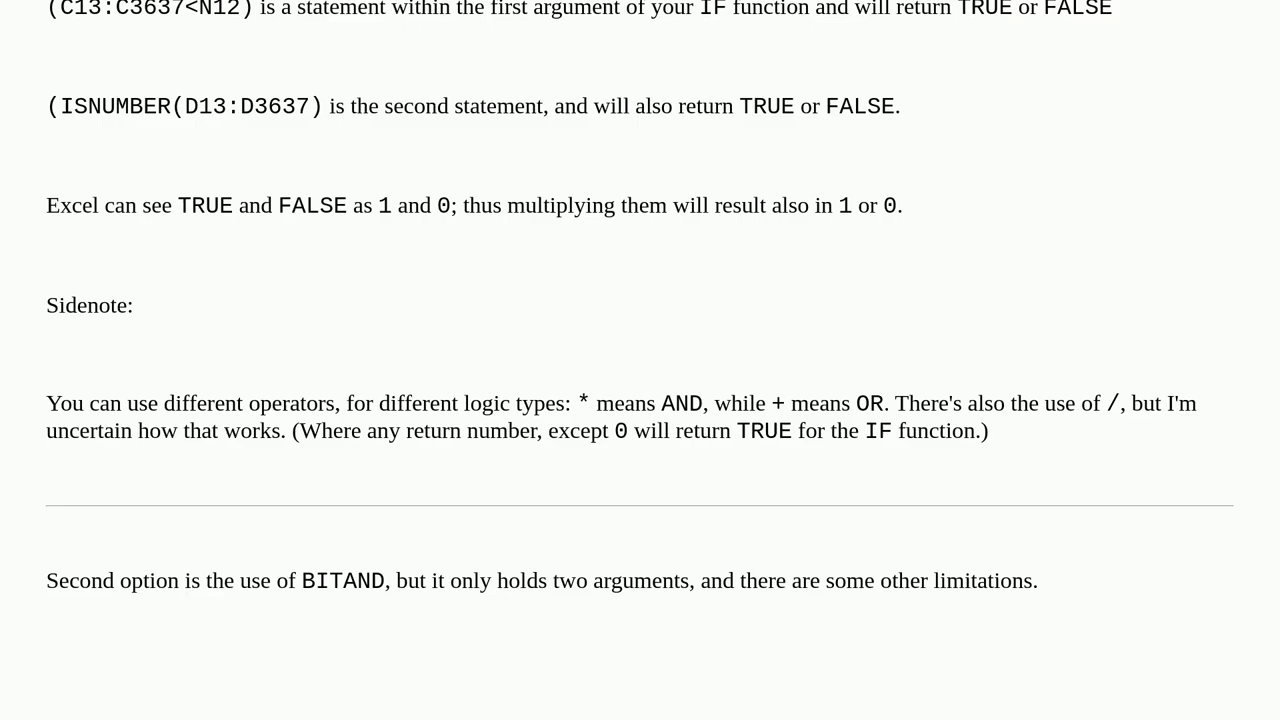 (C13:C3637<N12) is a statement within the first argument of your IF function and will return TRUE or FALSE
(ISNUMBER(D13:D3637) is the second statement, and will also return TRUE or FALSE.
Excel can see TRUE and FALSE as 1 and 0; thus multiplying them will result also in 1 or 0.
Sidenote:
You can use different operators, for different logic types: * means AND, while + means OR. There's also the use of /, but I'm
uncertain how that works. (Where any return number, except 0 will return TRUE for the IF function.)
Second option is the use of BITAND, but it only holds two arguments, and there are some other limitations.